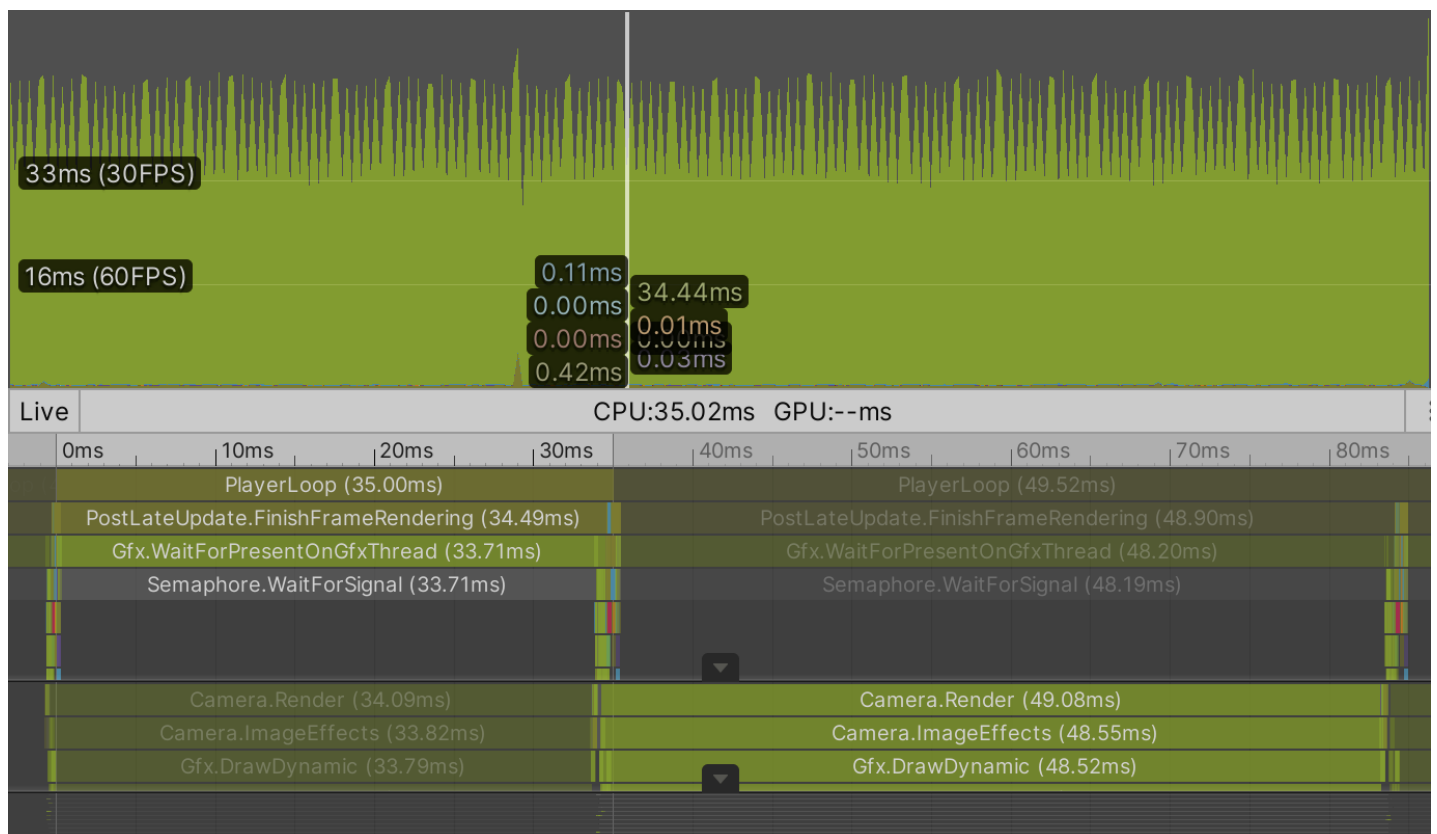 33ms (30FPS)
16ms (60FPS)
0.11ms
34.44ms
0.00ms
0.01ms
0.00ms
0.00ms
0.03ms
0.42ms
Live CPU:35.02ms GPU:--ms
0ms 10ms 20ms 30ms 40ms 50ms 60ms 70ms 80ms
PlayerLoop (35.00ms) PlayerLoop (49.52ms)
PostLateUpdate.FinishFrameRendering (34.49ms) PostLateUpdate.FinishFrameRendering (48.90ms)
Gfx.WaitForPresentOnGfxThread (33.71ms) Gfx.WaitForPresentOnGfxThread (48.20ms)
Semaphore.WaitForSignal (33.71ms) Semaphore.WaitForSignal (48.19ms)
Camera.Render (34.09ms) Camera.Render (49.08ms)
Camera.ImageEffects (33.82ms) Camera.ImageEffects (48.55ms)
Gfx.DrawDynamic (33.79ms) Gfx.DrawDynamic (48.52ms)